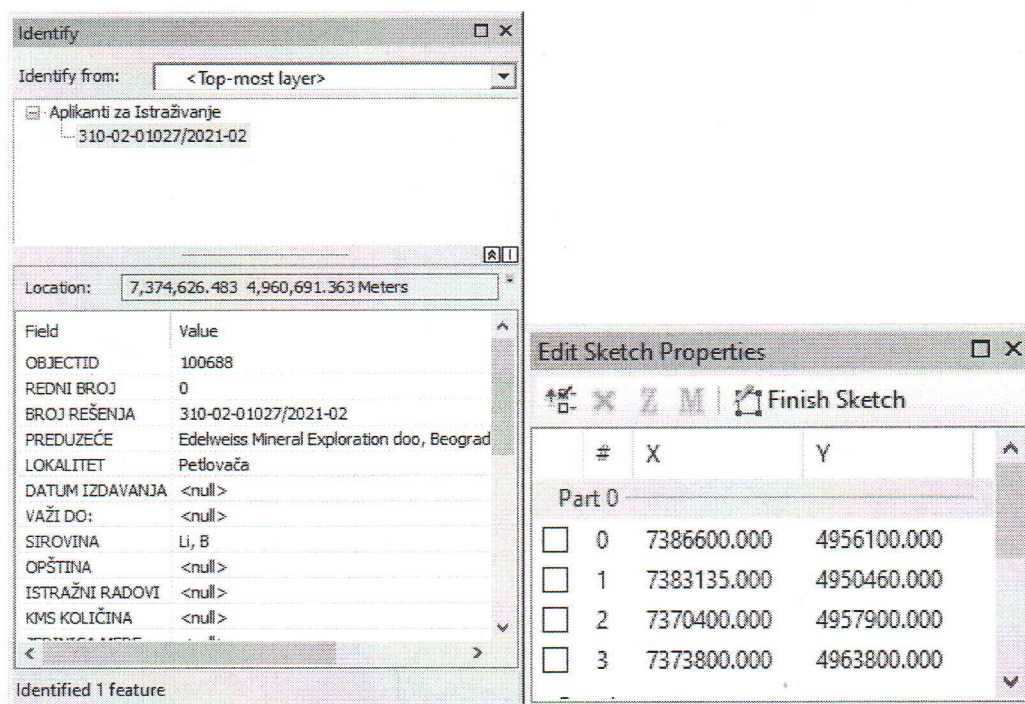 Identify
Identify from: <Top-most layer>
Aplikanti za Istraživanje
310-02-01027/2021-02
Location: 7,374,626.483 4,960,691.363 Meters
Field Value
OBJECTID 100688
REDNI BROJ 0
BROJ REŠENJA 310-02-01027/2021-02
PREDUZEĆE Edelweiss Mineral Exploration doo, Beograd
LOKALITET Petlovača
DATUM IZDAVANJA <null>
VAŽI DO: <null>
SIROVINA Li, B
OPŠTINA <null>
ISTRAŽNI RADOVI <null>
KMS KOLIČINA <null>
Identified 1 feature
Edit Sketch Properties
Z M Finish Sketch
# X Y
Part 0
0 7386600.000 4956100.000
1 7383135.000 4950460.000
2 7370400.000 4957900.000
3 7373800.000 4963800.000